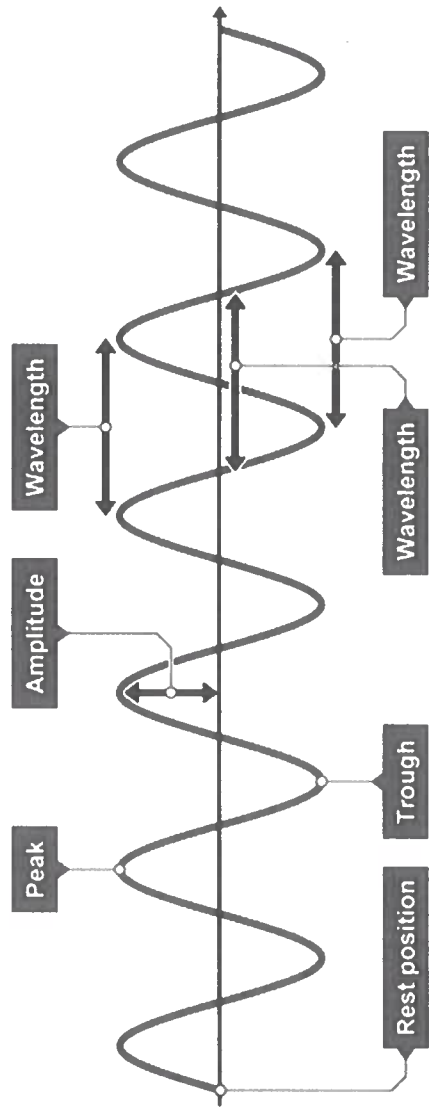 Peak
Amplitude
Wavelength
Rest position
Trough
Wavelength
Wavelength